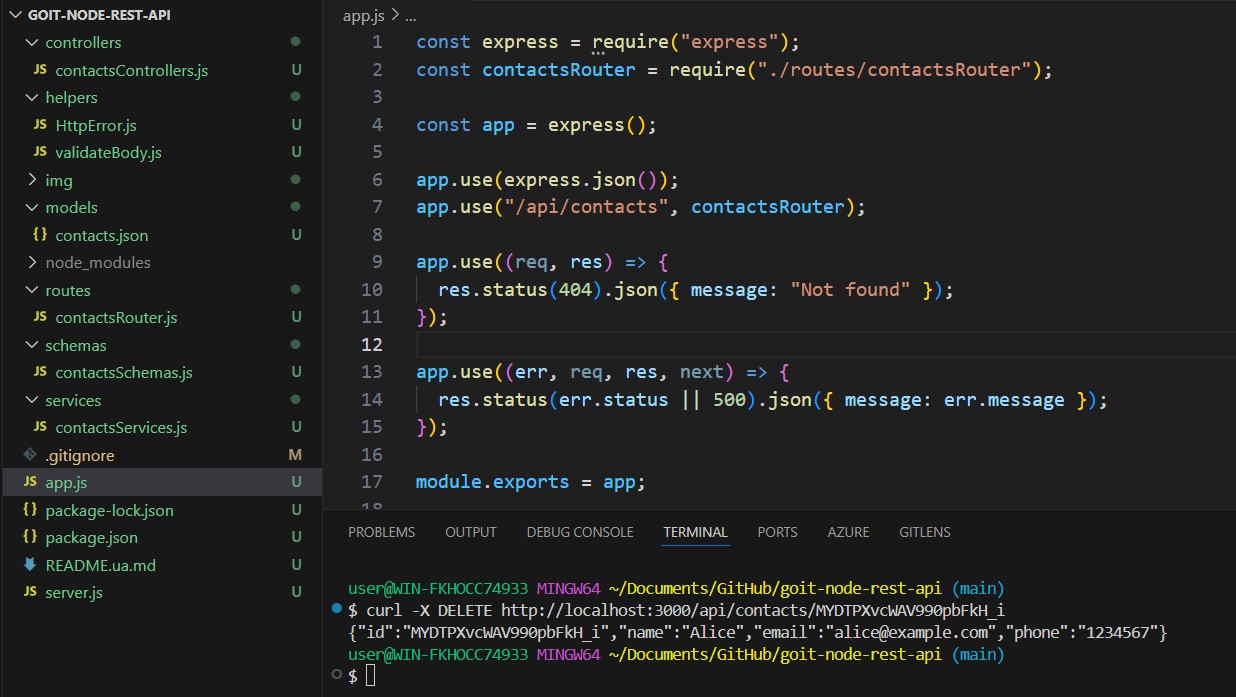 GOIT-NODE-REST-API
controllers
JS contactsControllers.js U
helpers
JS HttpError.js U
JS validateBody.js U
img
models
{} contacts.json U
node_modules
routes
JS contactsRouter.js U
schemas
JS contactsSchemas.js U
services
JS contactsServices.js U
.gitignore M
JS app.js U
{} package-lock.json U
{} package.json U
README.ua.md U
JS server.js U
app.js > ...
1 const express = require("express");
2 const contactsRouter = require("./routes/contactsRouter");
3
4 const app = express();
5
6 app.use(express.json());
7 app.use("/api/contacts", contactsRouter);
8
9 app.use((req, res) => {
10 res.status(404).json({ message: "Not found" });
11 });
12
13 app.use((err, req, res, next) => {
14 res.status(err.status || 500).json({ message: err.message });
15 });
16
17 module.exports = app;
18
PROBLEMS OUTPUT DEBUG CONSOLE TERMINAL PORTS AZURE GITLENS
user@WIN-FKHOCC74933 MINGW64 ~/Documents/GitHub/goit-node-rest-api (main)
$ curl -X DELETE http://localhost:3000/api/contacts/MYDTPXvcWAV990pbFkH_i
{"id":"MYDTPXvcWAV990pbFkH_i","name":"Alice","email":"alice@example.com","phone":"1234567"}
user@WIN-FKHOCC74933 MINGW64 ~/Documents/GitHub/goit-node-rest-api (main)
$